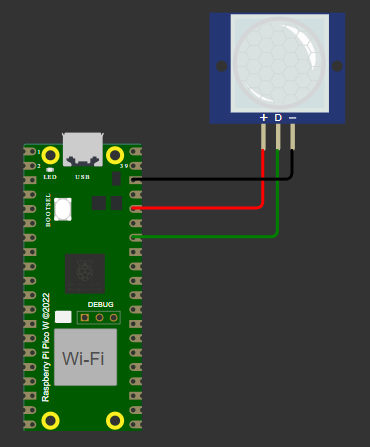 + D −
1
39
2
LED
USB
BOOTSEL
DEBUG
Raspberry Pi Pico W ©2022
Wi-Fi